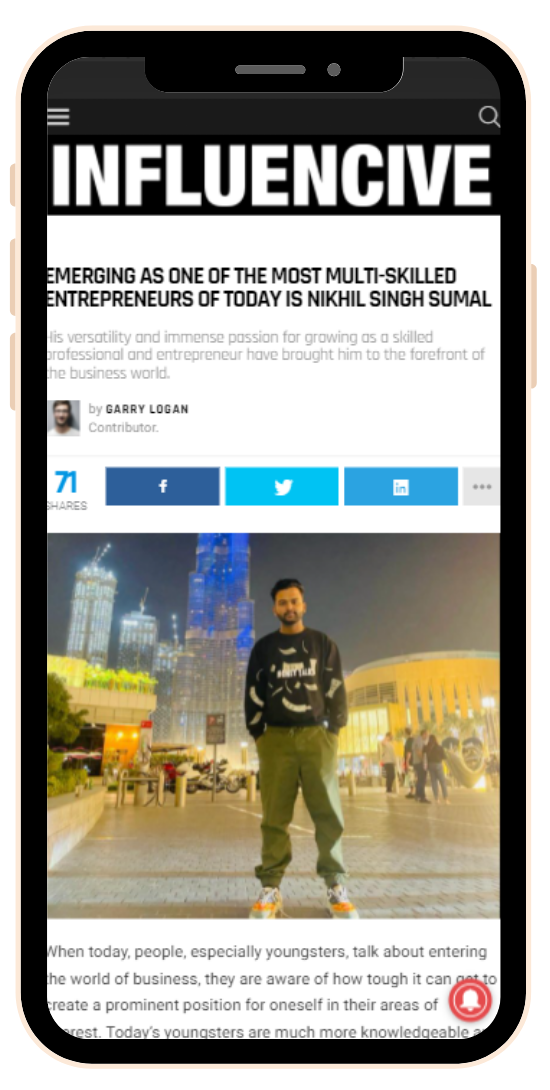 INFLUENCIVE
EMERGING AS ONE OF THE MOST MULTI-SKILLED
ENTREPRENEURS OF TODAY IS NIKHIL SINGH SUMAL
His versatility and immense passion for growing as a skilled
professional and entrepreneur have brought him to the forefront of
the business world.
by GARRY LOGAN
Contributor.
71
SHARES
f
in
MONEY TALKS
When today, people, especially youngsters, talk about entering
the world of business, they are aware of how tough it can get to
create a prominent position for oneself in their areas of
rest. Today's youngsters are much more knowledgeable